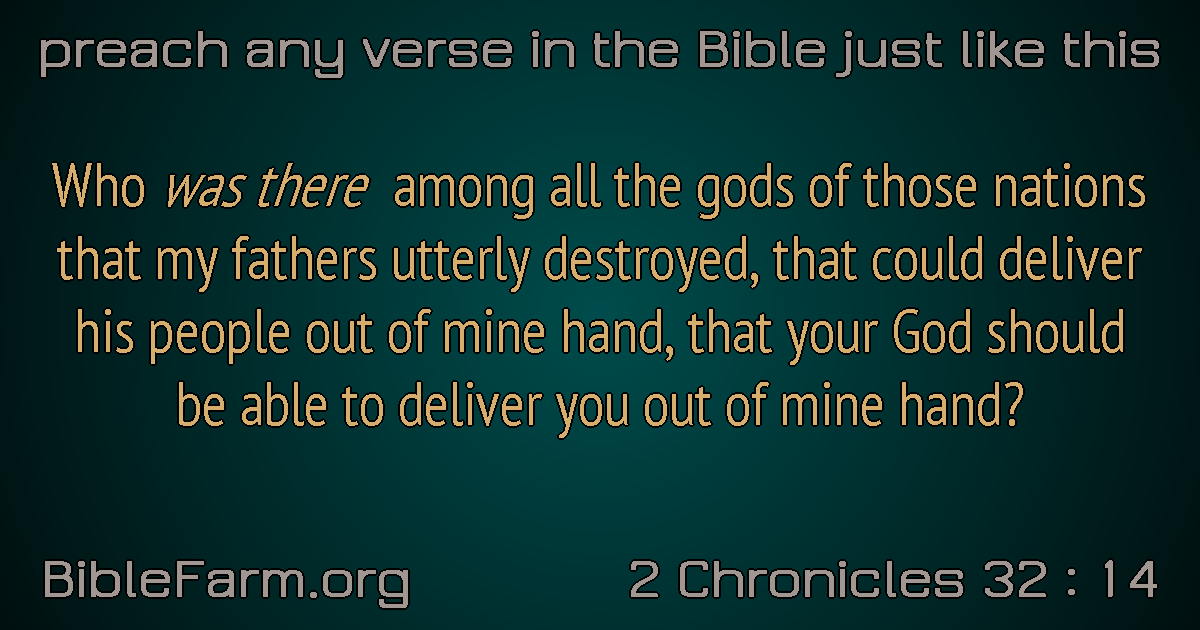 preach any verse in the Bible just like this
Who was there among all the gods of those nations
that my fathers utterly destroyed, that could deliver
his people out of mine hand, that your God should
be able to deliver you out of mine hand?
BibleFarm.org
2 Chronicles 32 : 14